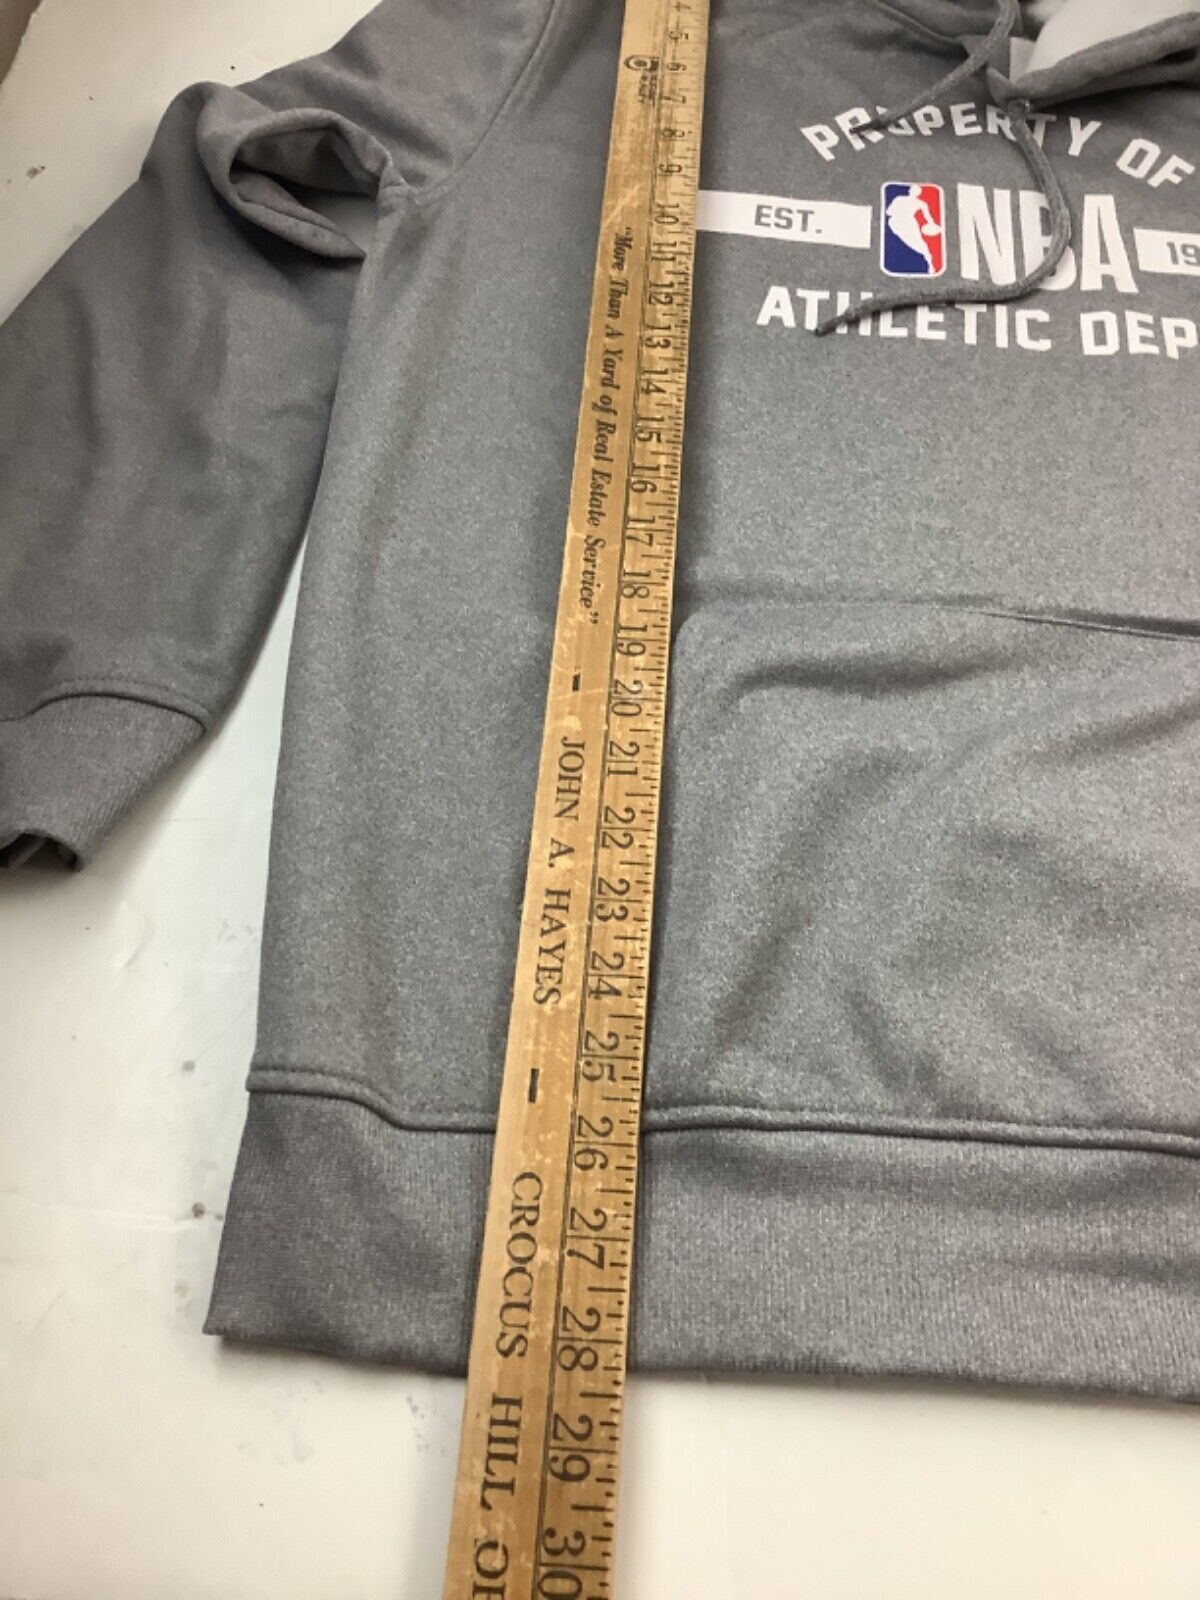 PROPERTY OF
EST.
NBA
19
ATHLETIC DEP
4 5 6 7 8 9 10 11 12 13 14 15 16 17 18 19 20 21 22 23 24 25 26 27 28 29 30
"More Than A Yard of Real Estate Service"
- JOHN A. HAYES - CROCUS HILL OF